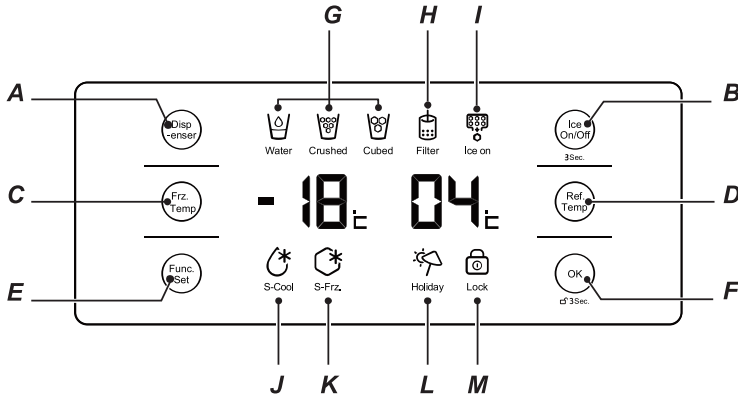 G H I
A B
Disp
-enser
Water Crushed Cubed Filter Ice on
Ice
On/Off
3Sec.
C D
Frz.
Temp
-18°C 04°C
Ref.
Temp
E F
Func.
Set
S-Cool S-Frz. Holiday Lock
OK
3Sec.
J K L M